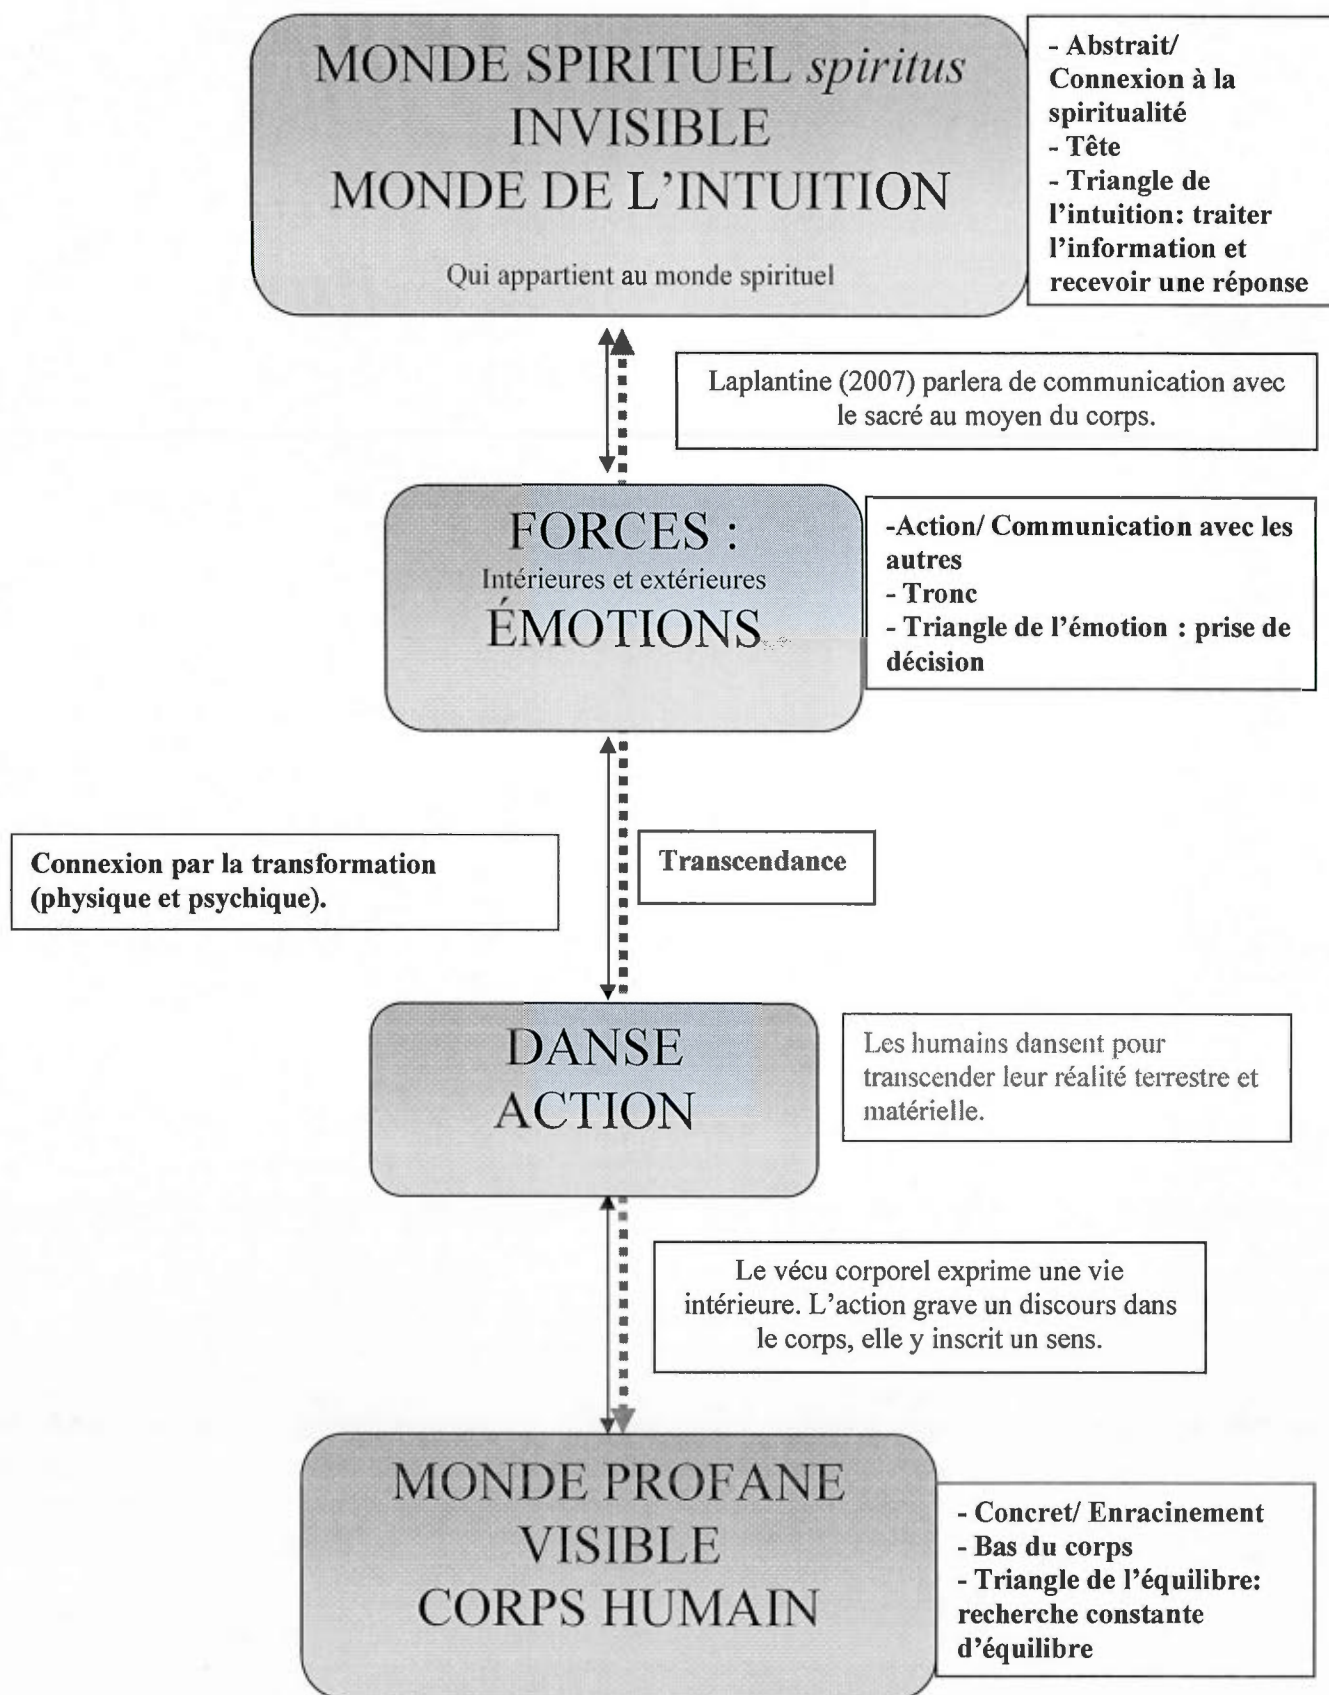 MONDE SPIRITUEL spiritus
INVISIBLE
MONDE DE L’INTUITION
Qui appartient au monde spirituel
- Abstrait/
Connexion à la
spiritualité
- Tête
- Triangle de
l’intuition: traiter
l’information et
recevoir une réponse
Laplantine (2007) parlera de communication avec
le sacré au moyen du corps.
FORCES :
Intérieures et extérieures
ÉMOTIONS
-Action/ Communication avec les
autres
- Tronc
- Triangle de l’émotion : prise de
décision
Connexion par la transformation
(physique et psychique).
Transcendance
DANSE
ACTION
Les humains dansent pour
transcender leur réalité terrestre et
matérielle.
Le vécu corporel exprime une vie
intérieure. L’action grave un discours dans
le corps, elle y inscrit un sens.
MONDE PROFANE
VISIBLE
CORPS HUMAIN
- Concret/ Enracinement
- Bas du corps
- Triangle de l’équilibre:
recherche constante
d’équilibre